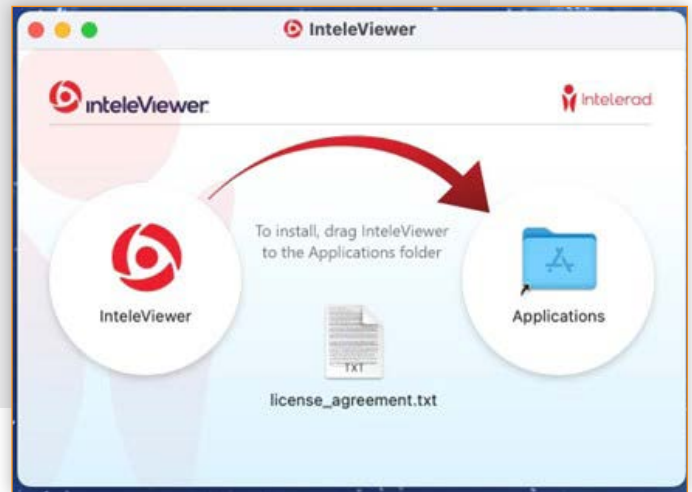 InteleViewer
InteleViewer
Intelerad
To install, drag InteleViewer
to the Applications folder
InteleViewer
Applications
TXT
license_agreement.txt